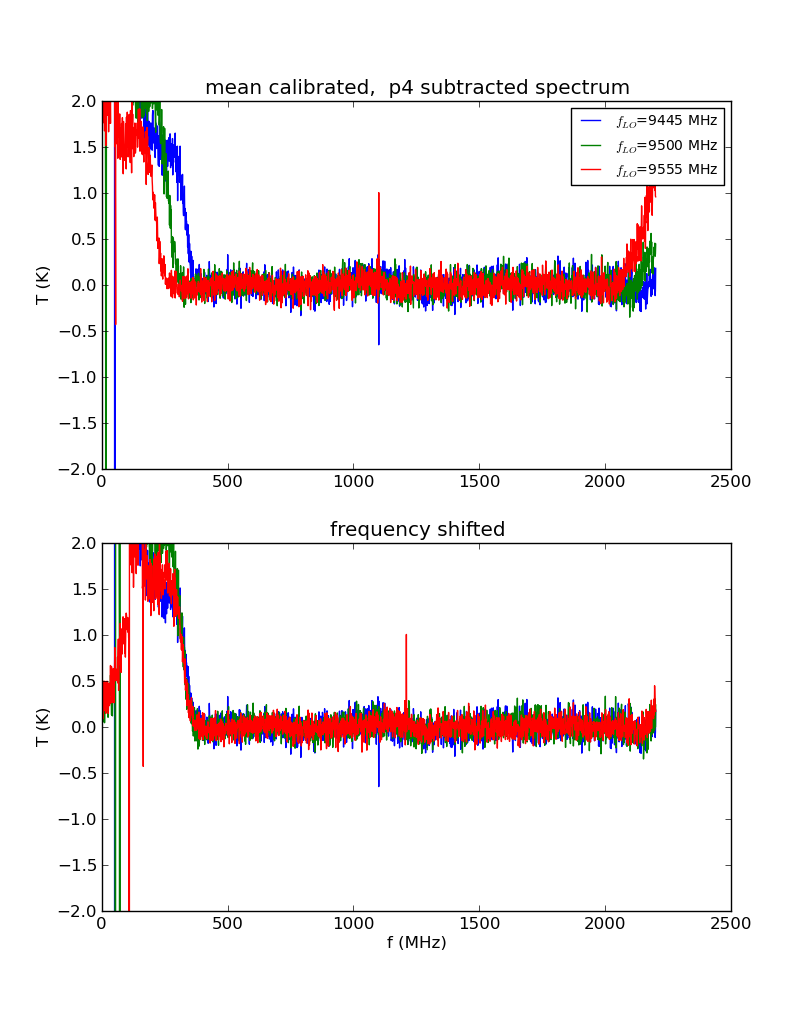 mean calibrated,  p4 subtracted spectrum
2.0
1.5
1.0
0.5
0.0
−0.5
−1.0
−1.5
−2.0
T (K)
f_LO=9445 MHz
f_LO=9500 MHz
f_LO=9555 MHz
0 500 1000 1500 2000 2500
frequency shifted
2.0
1.5
1.0
0.5
0.0
−0.5
−1.0
−1.5
−2.0
T (K)
0 500 1000 1500 2000 2500
f (MHz)